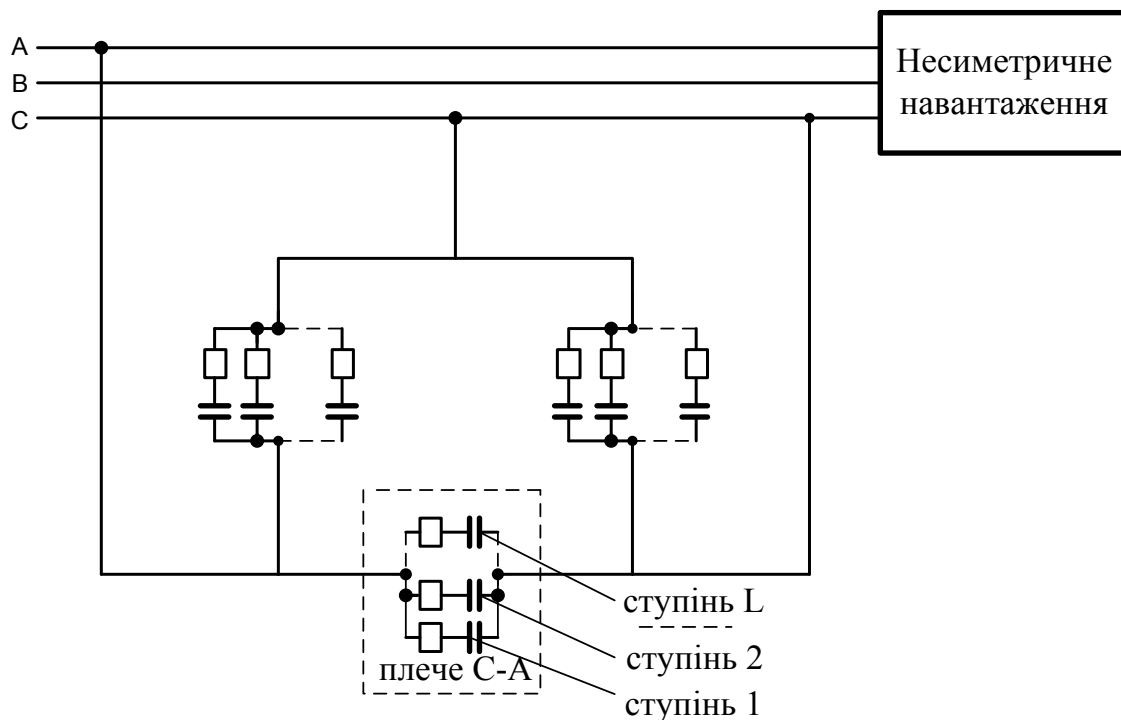 A
B
C
Несиметричне
навантаження
ступінь L
ступінь 2
плече С-А
ступінь 1